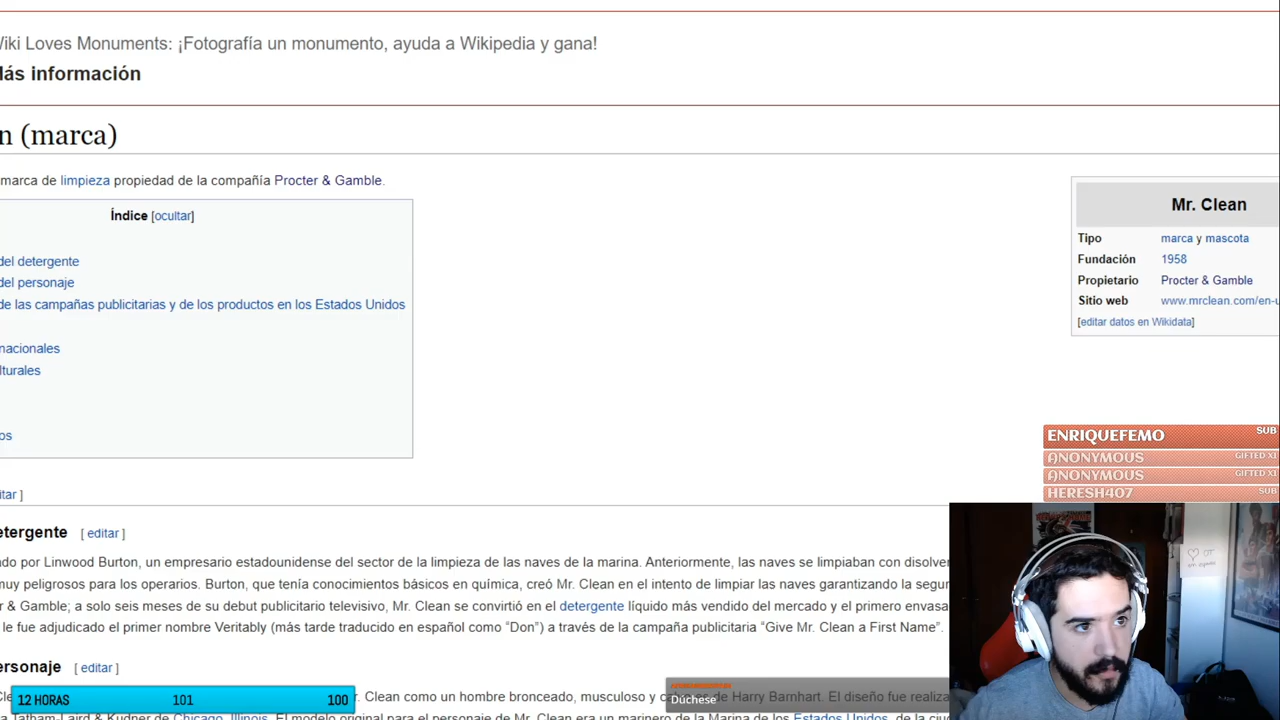 Wiki Loves Monuments: ¡Fotografía un monumento, ayuda a Wikipedia y gana!
Más información
n (marca)
marca de limpieza propiedad de la compañía Procter & Gamble.
Índice [ocultar]
del detergente
del personaje
de las campañas publicitarias y de los productos en los Estados Unidos
nacionales
lturales
os
itar ]
Mr. Clean
Tipo marca y mascota
Fundación 1958
Propietario Procter & Gamble
Sitio web www.mrclean.com/en-u
[editar datos en Wikidata]
ENRIQUEFEMO SUB
ANONYMOUS GIFTED X1
ANONYMOUS GIFTED X1
HERESH407 SUB
etergente [ editar ]
do por Linwood Burton, un empresario estadounidense del sector de la limpieza de las naves de la marina. Anteriormente, las naves se limpiaban con disolven
muy peligrosos para los operarios. Burton, que tenía conocimientos básicos en química, creó Mr. Clean en el intento de limpiar las naves garantizando la segur
r & Gamble; a solo seis meses de su debut publicitario televisivo, Mr. Clean se convirtió en el detergente líquido más vendido del mercado y el primero envasa
le fue adjudicado el primer nombre Veritably (más tarde traducido en español como “Don”) a través de la campaña publicitaria “Give Mr. Clean a First Name”.
ersonaje [ editar ]
Cle
. Clean como un hombre bronceado, musculoso y ca
de Harry Barnhart. El diseño fue realiza
a Tatham-Laird & Kudner de Chicago, Illinois. El modelo original para el personaje de Mr. Clean era un marinero de la Marina de los Estados Unidos, de la ciu
12 HORAS 101 100
Dúchese